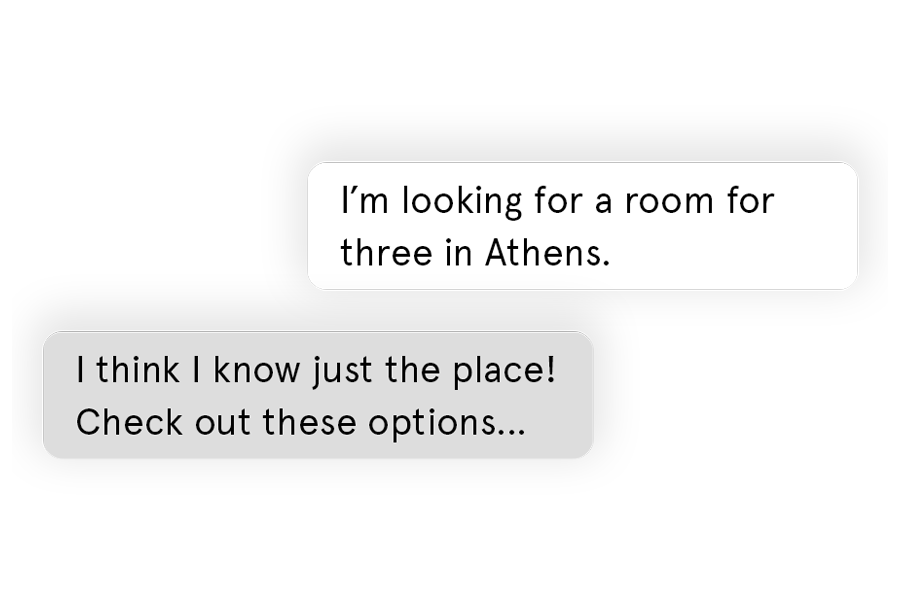 I’m looking for a room for
three in Athens.
I think I know just the place!
Check out these options...